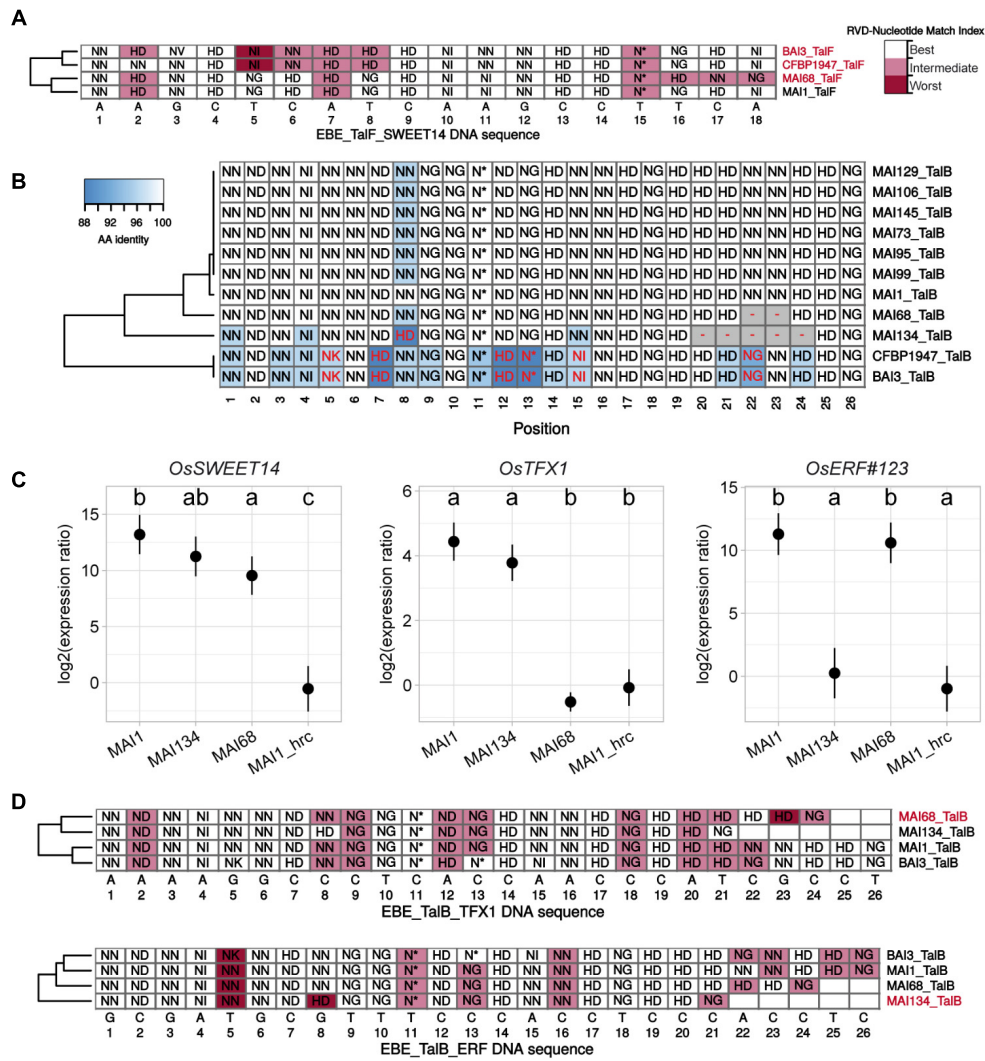 A
NN HD NV HD NI NN HD HD HD NI NN NN HD HD N* NG HD NI BAI3_TalF
NN NN NN HD NI NN HD HD HD NI NN NN HD HD N* NG HD NI CFBP1947_TalF
NN HD NN HD NG HD HD NG HD NI NI NN HD HD N* HD NN NG MAI68_TalF
NN HD NN HD NG HD HD NG HD NI NN NN HD HD N* NG HD NI MAI1_TalF
A A G C T C A T C A A G C C T T C A
1 2 3 4 5 6 7 8 9 10 11 12 13 14 15 16 17 18
EBE_TalF_SWEET14 DNA sequence
RVD-Nucleotide Match Index
Best
Intermediate
Worst
B
88 92 96 100
AA identity
NN ND NN NI NN NN ND NN NG NG N* ND NG HD NN NN HD NG HD HD HD NN NN HD HD NG MAI129_TalB
NN ND NN NI NN NN ND NN NG NG N* ND NG HD NN NN HD NG HD HD HD NN NN HD HD NG MAI106_TalB
NN ND NN NI NN NN ND NN NG NG N* ND NG HD NN NN HD NG HD HD HD NN NN HD HD NG MAI145_TalB
NN ND NN NI NN NN ND NN NG NG N* ND NG HD NN NN HD NG HD HD HD NN NN HD HD NG MAI73_TalB
NN ND NN NI NN NN ND NN NG NG N* ND NG HD NN NN HD NG HD HD HD NN NN HD HD NG MAI95_TalB
NN ND NN NI NN NN ND NN NG NG N* ND NG HD NN NN HD NG HD HD HD NN NN HD HD NG MAI99_TalB
NN ND NN NI NN NN ND NN NG NG N* ND NG HD NN NN HD NG HD HD HD NN NN HD HD NG MAI1_TalB
NN ND NN NI NN NN ND NN NG NG N* ND NG HD NN NN HD NG HD HD HD - - HD HD NG MAI68_TalB
NN ND NN NI NN NN ND HD NG NG N* ND NG HD NN NN HD NG HD - - - - - HD NG MAI134_TalB
NN ND NN NI NK NN HD NN NG NG N* HD N* HD NI NN HD NG HD HD HD NG NN HD HD NG CFBP1947_TalB
NN ND NN NI NK NN HD NN NG NG N* HD N* HD NI NN HD NG HD HD HD NG NN HD HD NG BAI3_TalB
1 2 3 4 5 6 7 8 9 10 11 12 13 14 15 16 17 18 19 20 21 22 23 24 25 26
Position
C
OsSWEET14
b ab a c
log2(expression ratio)
15
10
5
0
MAI1 MAI134 MAI68 MAI1_hrc
OsTFX1
a a b b
log2(expression ratio)
6
4
2
0
MAI1 MAI134 MAI68 MAI1_hrc
OsERF#123
b a b a
log2(expression ratio)
15
10
5
0
MAI1 MAI134 MAI68 MAI1_hrc
D
NN ND NN NI NN NN ND NN NG NG N* ND NG HD NN NN HD NG HD HD HD HD HD NG MAI68_TalB
NN ND NN NI NN NN ND HD NG NG N* ND NG HD NN NN HD NG HD HD NG MAI134_TalB
NN ND NN NI NN NN ND NN NG NG N* ND NG HD NN NN HD NG HD HD HD NN NN HD HD NG MAI1_TalB
NN ND NN NI NK NN HD NN NG NG N* HD N* HD NI NN HD NG HD HD HD NG NN HD HD NG BAI3_TalB
A A A A G G C C C T C A C C A A C C C A T C G C C T
1 2 3 4 5 6 7 8 9 10 11 12 13 14 15 16 17 18 19 20 21 22 23 24 25 26
EBE_TalB_TFX1 DNA sequence
NN ND NN NI NK NN HD NN NG NG N* HD N* HD NI NN HD NG HD HD HD NG NN HD HD NG BAI3_TalB
NN ND NN NI NN NN ND NN NG NG N* ND NG HD NN NN HD NG HD HD HD NN NN HD HD NG MAI1_TalB
NN ND NN NI NN NN ND NN NG NG N* ND NG HD NN NN HD NG HD HD HD HD HD NG MAI68_TalB
NN ND NN NI NN NN ND HD NG NG N* ND NG HD NN NN HD NG HD HD NG MAI134_TalB
G C G A T G C G T T T C C C A C C T C C C A C C T C
1 2 3 4 5 6 7 8 9 10 11 12 13 14 15 16 17 18 19 20 21 22 23 24 25 26
EBE_TalB_ERF DNA sequence